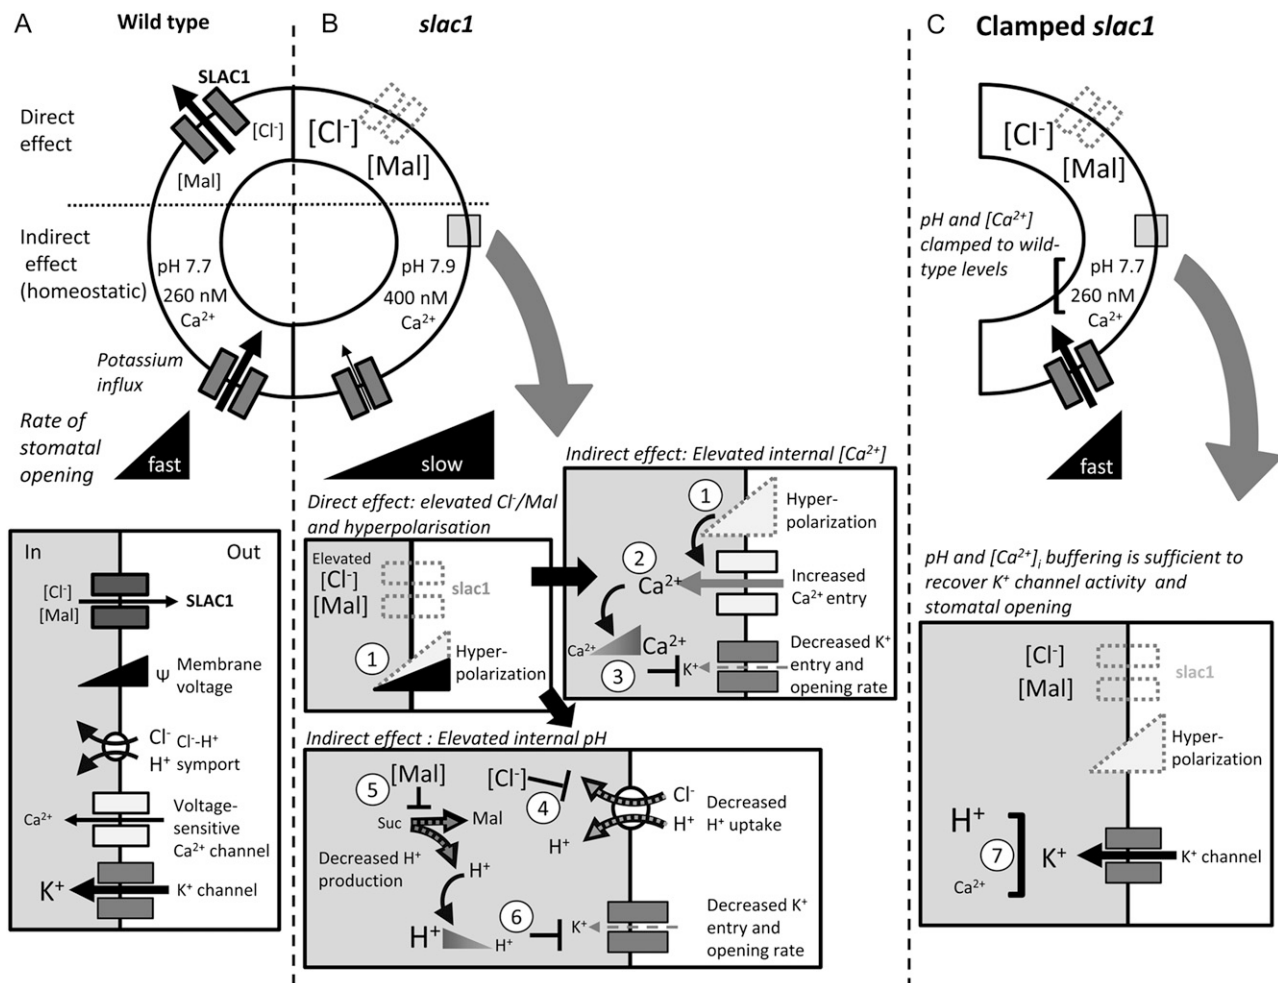 A
Wild type
SLAC1
Direct
effect
[Cl⁻]
[Mal]
Indirect
effect
(homeostatic)
pH 7.7
260 nM
Ca²⁺
Potassium
influx
Rate of
stomatal
opening
fast
In
Out
[Cl⁻]
[Mal]
SLAC1
Ψ
Membrane
voltage
Cl⁻
H⁺
Cl⁻-H⁺
symport
Ca²⁺
Voltage-
sensitive
Ca²⁺ channel
K⁺
K⁺ channel
B
slac1
[Cl⁻]
[Mal]
pH 7.9
400 nM
Ca²⁺
slow
Direct effect: elevated Cl⁻/Mal
and hyperpolarisation
Elevated
[Cl⁻]
[Mal]
slac1
1
Hyper-
polarization
Indirect effect: Elevated internal [Ca²⁺]
1
Hyper-
polarization
2
Ca²⁺
Increased
Ca²⁺ entry
Ca²⁺
Ca²⁺
3
K⁺
Decreased K⁺
entry and
opening rate
Indirect effect : Elevated internal pH
5
[Mal]
Suc
Mal
Decreased H⁺
production
H⁺
[Cl⁻]
4
H⁺
Cl⁻
H⁺
Decreased
H⁺ uptake
H⁺
H⁺
6
K⁺
Decreased K⁺
entry and
opening rate
C
Clamped slac1
[Cl⁻]
[Mal]
pH and [Ca²⁺]
clamped to wild-
type levels
pH 7.7
260 nM
Ca²⁺
fast
pH and [Ca²⁺]ᵢ buffering is sufficient to
recover K⁺ channel activity and
stomatal opening
[Cl⁻]
[Mal]
slac1
Hyper-
polarization
H⁺
Ca²⁺
7
K⁺
K⁺ channel